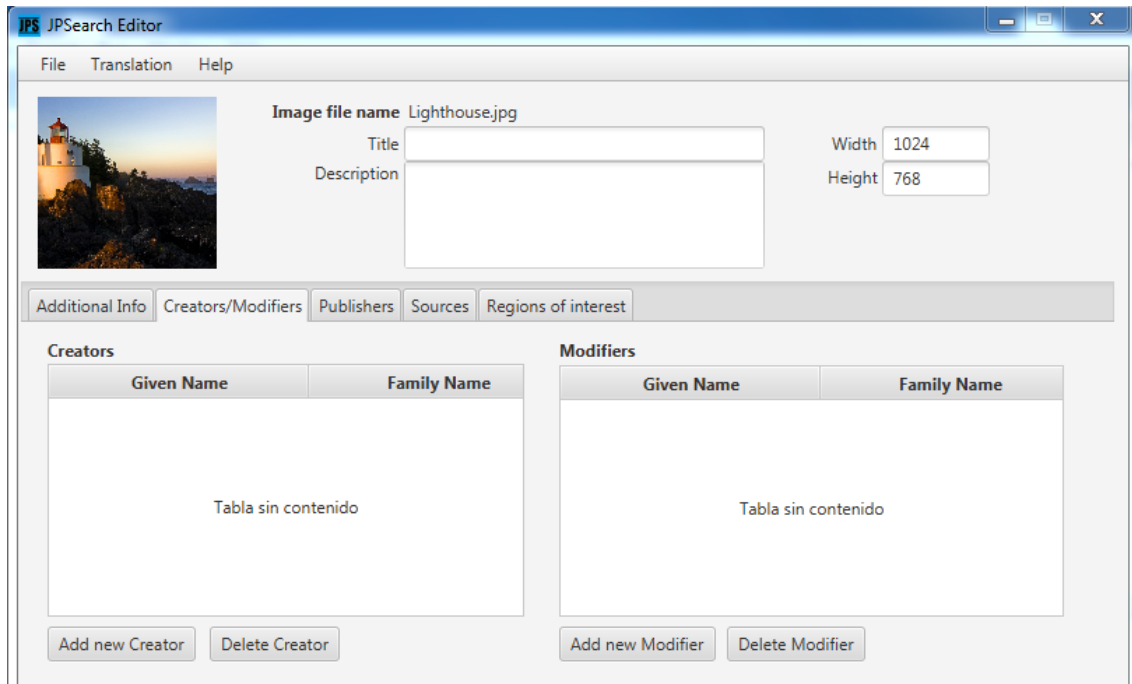 JPS JPSearch Editor
File Translation Help
Image file name Lighthouse.jpg
Title Width 1024
Description Height 768
Additional Info Creators/Modifiers Publishers Sources Regions of interest
Creators Modifiers
Given Name Family Name Given Name Family Name
Tabla sin contenido Tabla sin contenido
Add new Creator Delete Creator Add new Modifier Delete Modifier